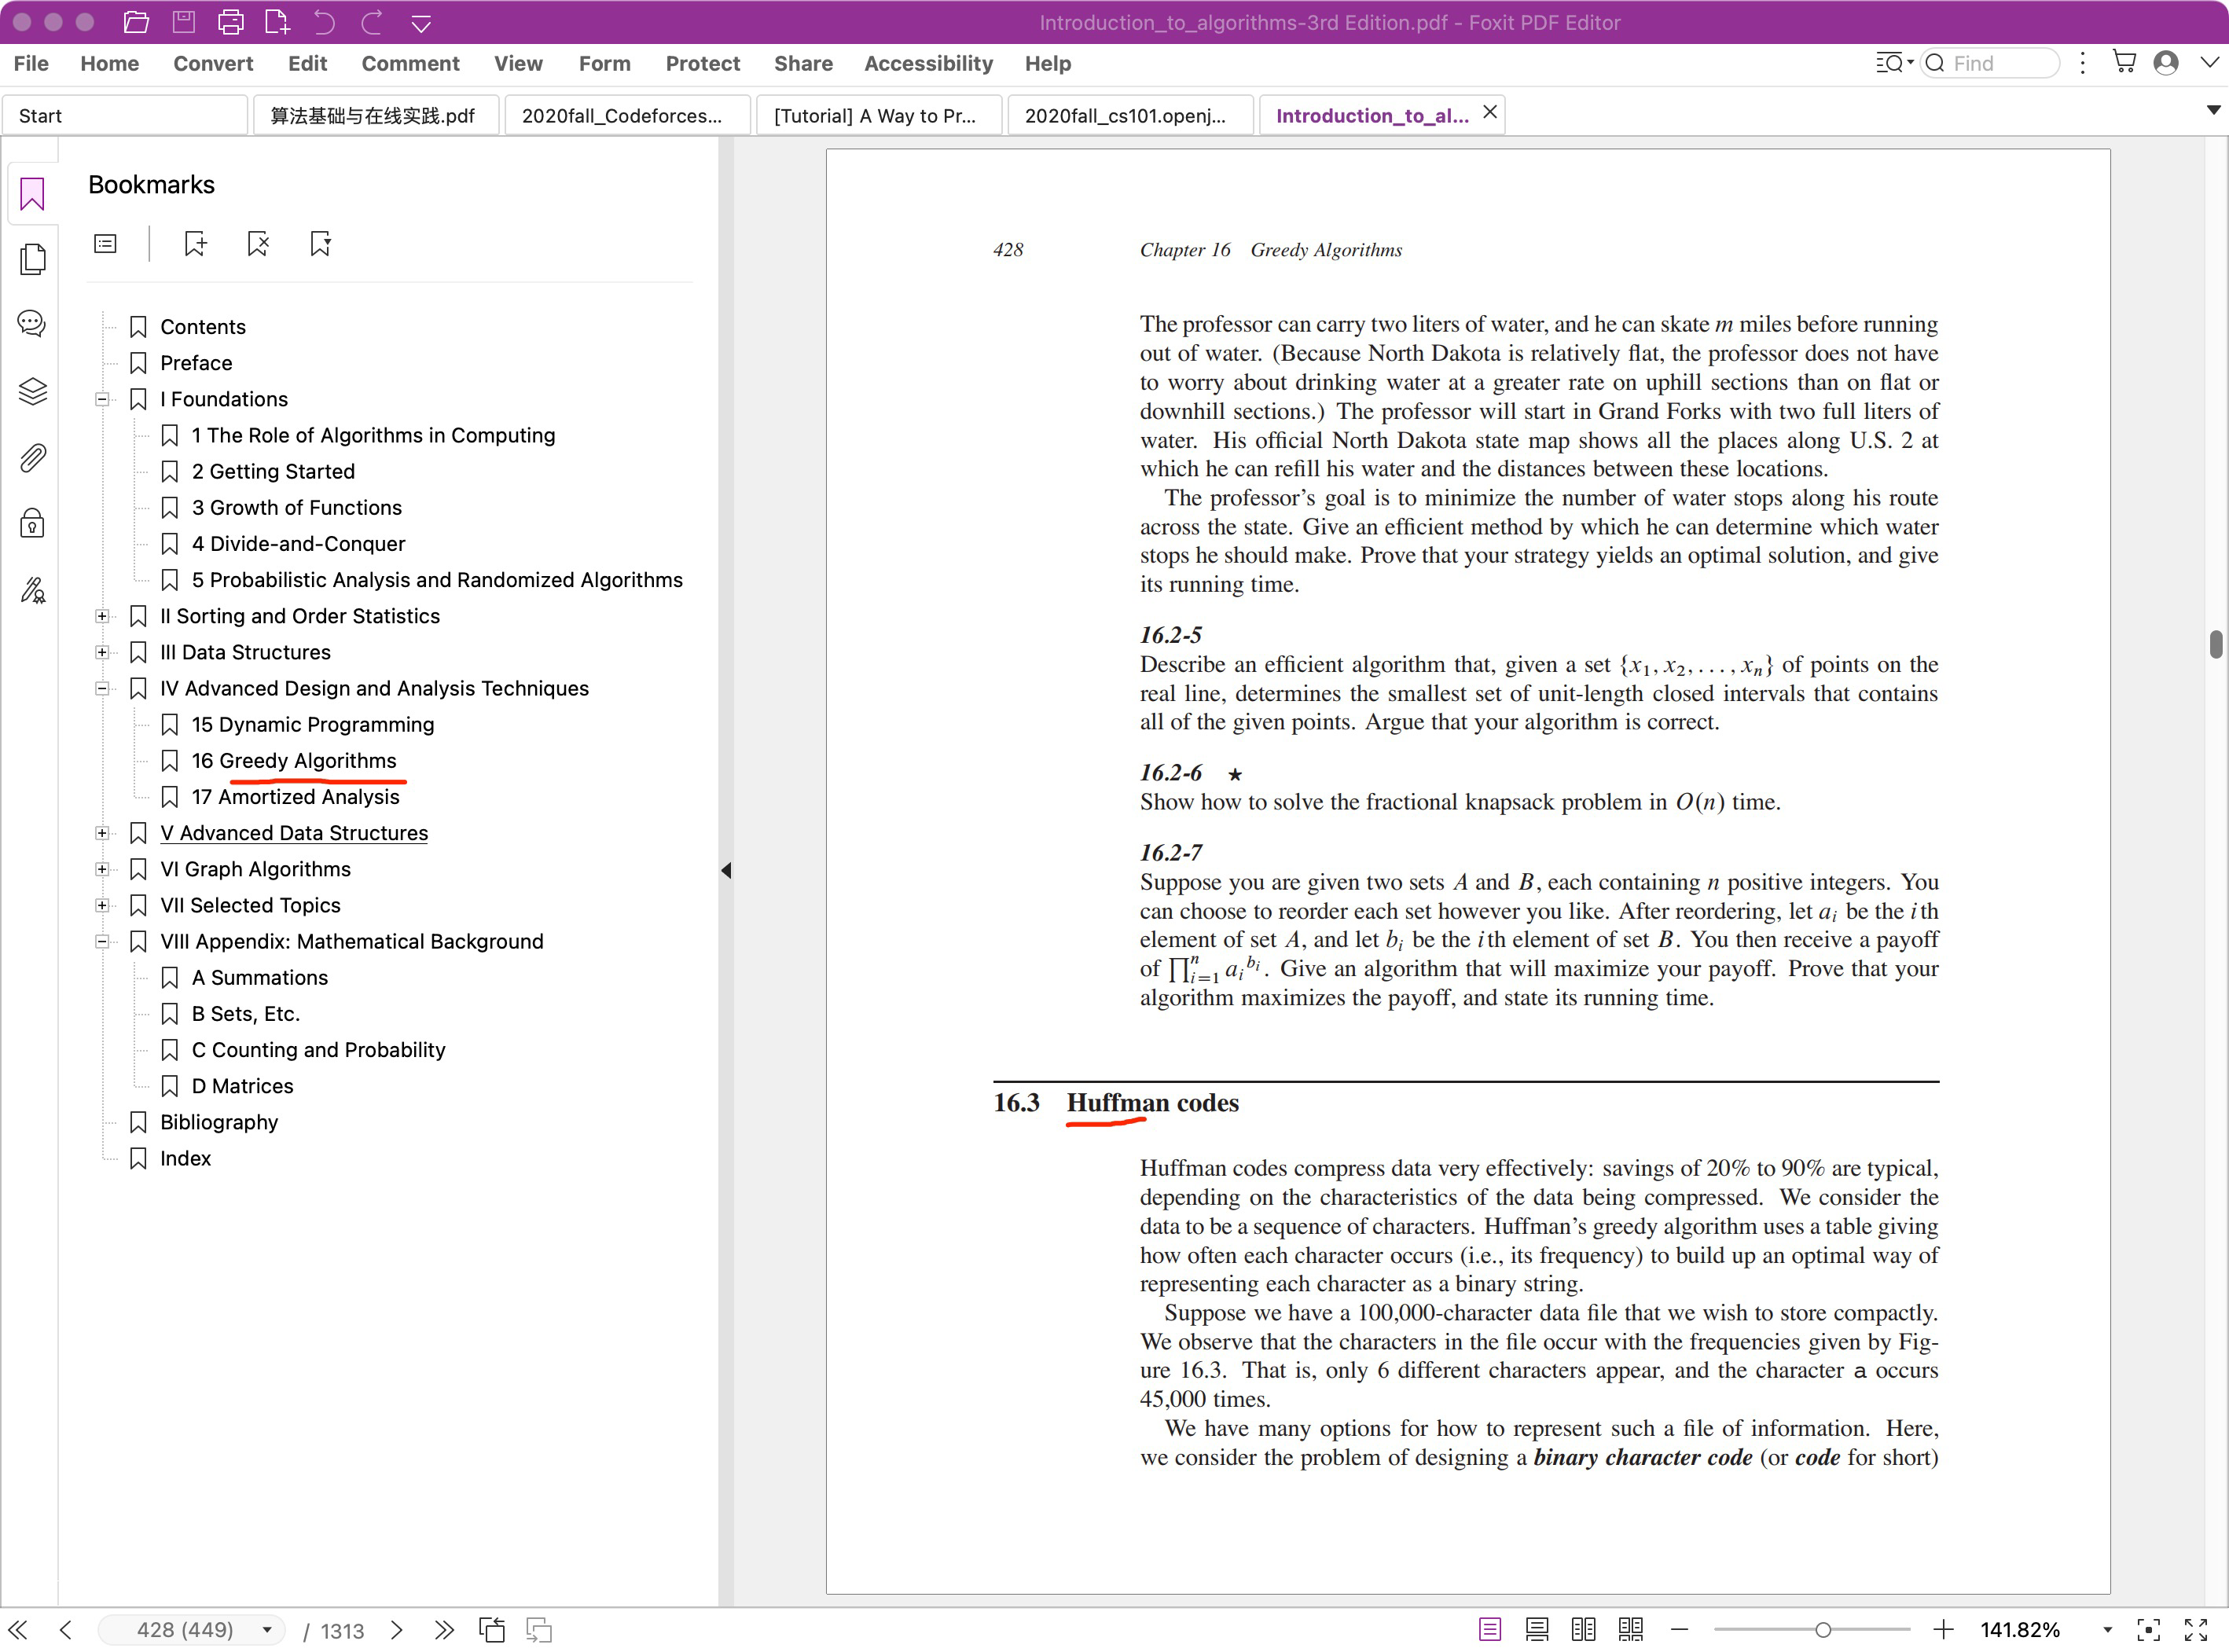 Introduction_to_algorithms-3rd Edition.pdf - Foxit PDF Editor
File Home Convert Edit Comment View Form Protect Share Accessibility Help
Find
Start
算法基础与在线实践.pdf
2020fall_Codeforces...
[Tutorial] A Way to Pr...
2020fall_cs101.openj...
Introduction_to_al...
Bookmarks
Contents
Preface
I Foundations
1 The Role of Algorithms in Computing
2 Getting Started
3 Growth of Functions
4 Divide-and-Conquer
5 Probabilistic Analysis and Randomized Algorithms
II Sorting and Order Statistics
III Data Structures
IV Advanced Design and Analysis Techniques
15 Dynamic Programming
16 Greedy Algorithms
17 Amortized Analysis
V Advanced Data Structures
VI Graph Algorithms
VII Selected Topics
VIII Appendix: Mathematical Background
A Summations
B Sets, Etc.
C Counting and Probability
D Matrices
Bibliography
Index
428 Chapter 16 Greedy Algorithms
The professor can carry two liters of water, and he can skate m miles before running
out of water. (Because North Dakota is relatively flat, the professor does not have
to worry about drinking water at a greater rate on uphill sections than on flat or
downhill sections.) The professor will start in Grand Forks with two full liters of
water. His official North Dakota state map shows all the places along U.S. 2 at
which he can refill his water and the distances between these locations.
The professor’s goal is to minimize the number of water stops along his route
across the state. Give an efficient method by which he can determine which water
stops he should make. Prove that your strategy yields an optimal solution, and give
its running time.
16.2-5
Describe an efficient algorithm that, given a set {x₁, x₂, . . . , xₙ} of points on the
real line, determines the smallest set of unit-length closed intervals that contains
all of the given points. Argue that your algorithm is correct.
16.2-6 ★
Show how to solve the fractional knapsack problem in O(n) time.
16.2-7
Suppose you are given two sets A and B, each containing n positive integers. You
can choose to reorder each set however you like. After reordering, let aᵢ be the ith
element of set A, and let bᵢ be the ith element of set B. You then receive a payoff
of ∏ⁿᵢ₌₁ aᵢ^bᵢ. Give an algorithm that will maximize your payoff. Prove that your
algorithm maximizes the payoff, and state its running time.
16.3 Huffman codes
Huffman codes compress data very effectively: savings of 20% to 90% are typical,
depending on the characteristics of the data being compressed. We consider the
data to be a sequence of characters. Huffman’s greedy algorithm uses a table giving
how often each character occurs (i.e., its frequency) to build up an optimal way of
representing each character as a binary string.
Suppose we have a 100,000-character data file that we wish to store compactly.
We observe that the characters in the file occur with the frequencies given by Fig-
ure 16.3. That is, only 6 different characters appear, and the character a occurs
45,000 times.
We have many options for how to represent such a file of information. Here,
we consider the problem of designing a binary character code (or code for short)
428 (449) / 1313
141.82%